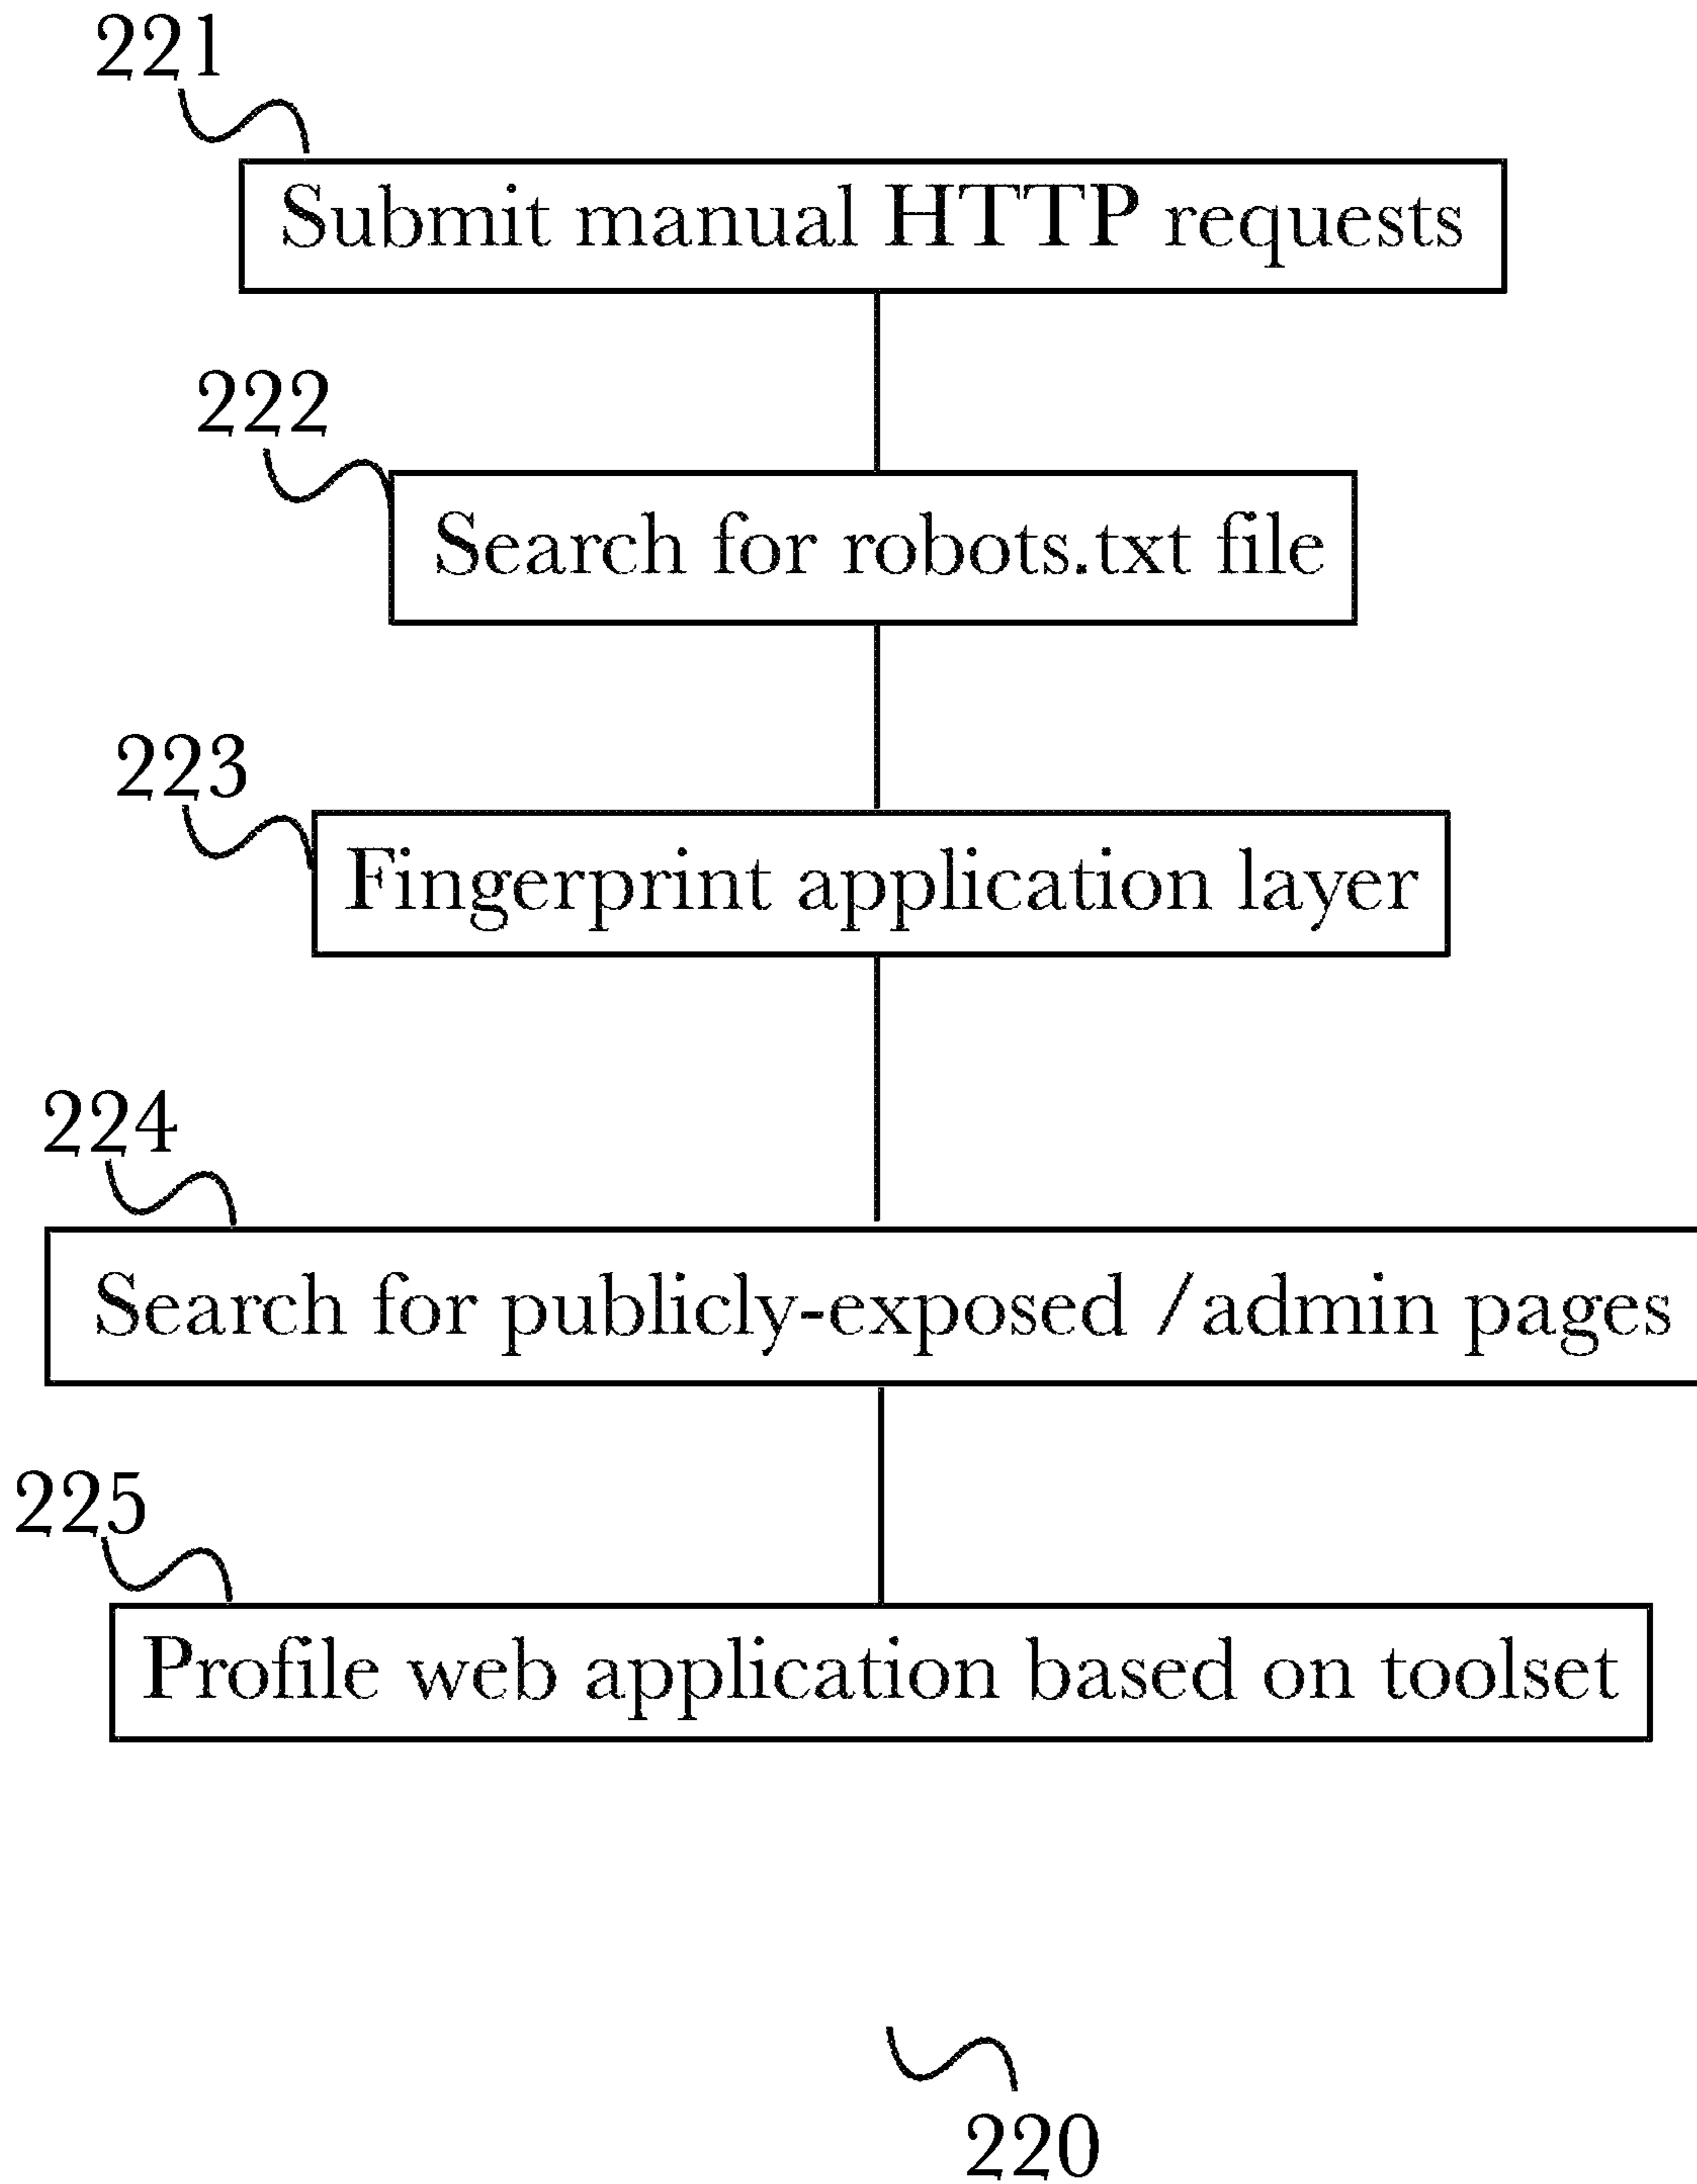 221
Submit manual HTTP requests
222
Search for robots.txt file
223
Fingerprint application layer
224
Search for publicly-exposed /admin pages
225
Profile web application based on toolset
220